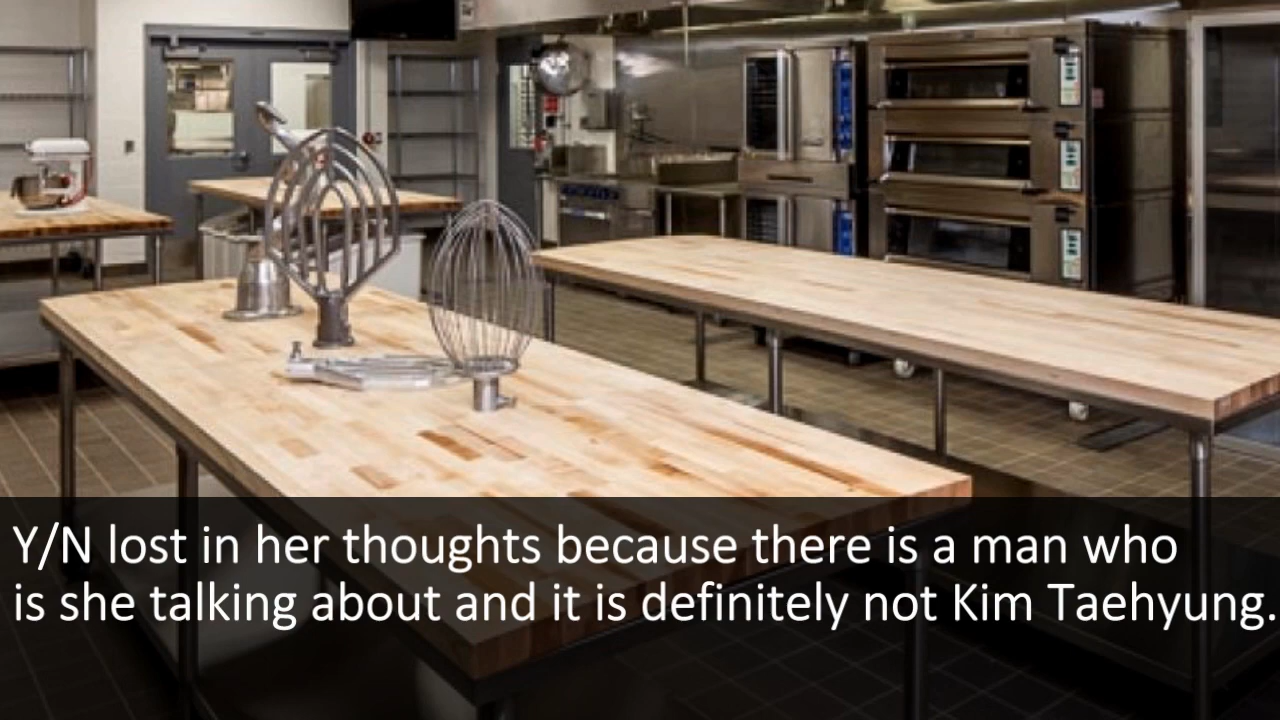 Y/N lost in her thoughts because there is a man who
is she talking about and it is definitely not Kim Taehyung.